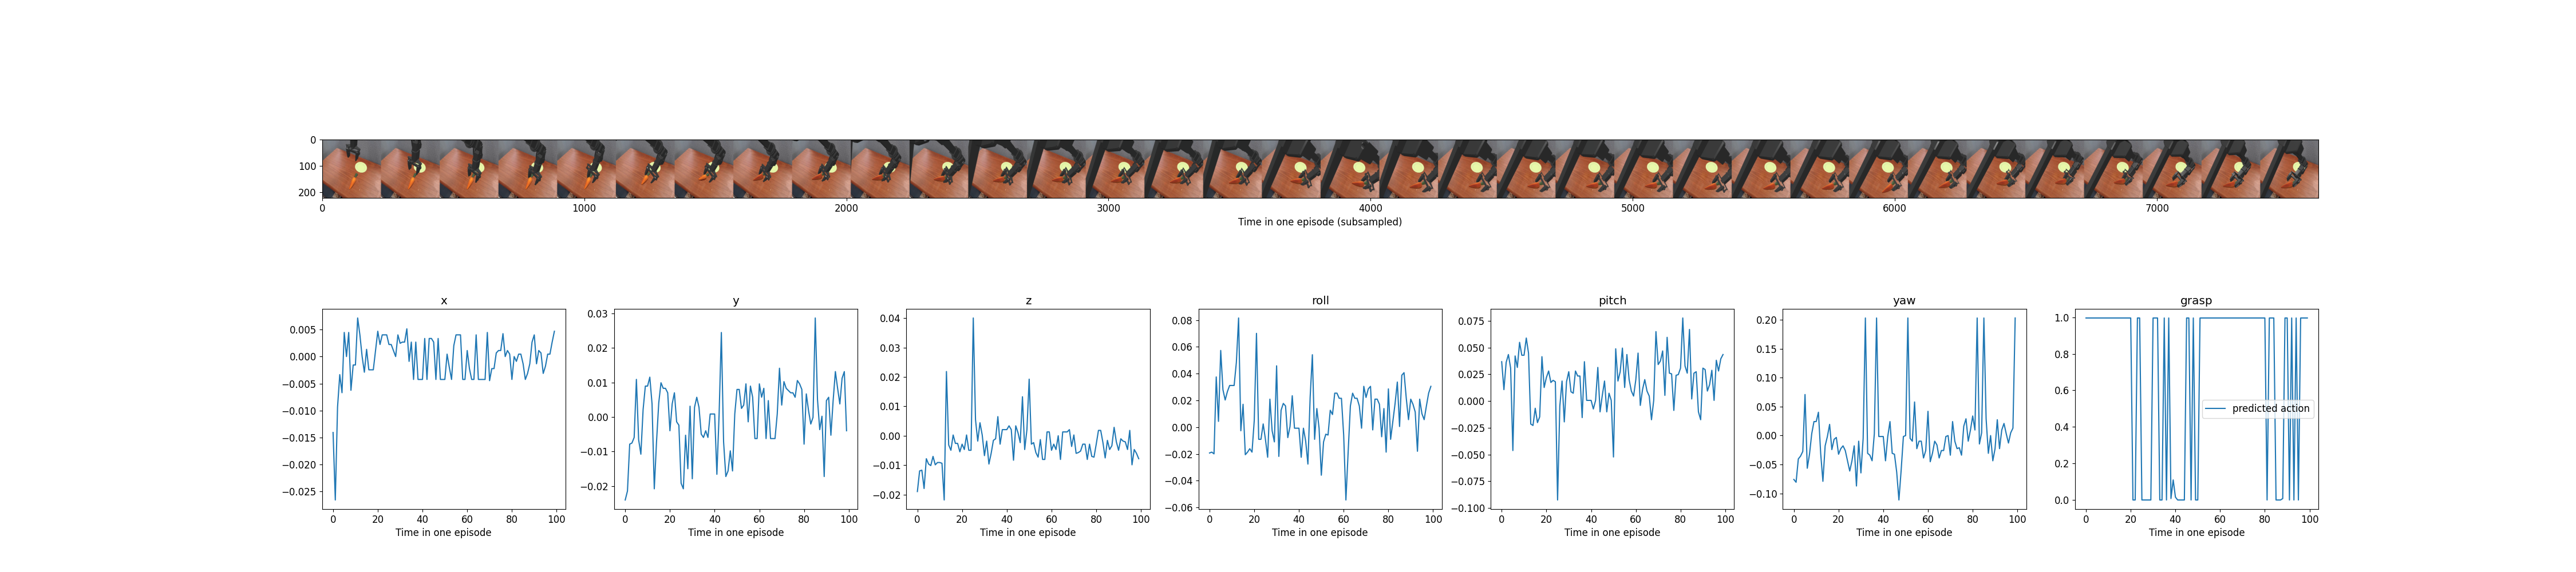 0
100
200
0 1000 2000 3000 4000 5000 6000 7000
Time in one episode (subsampled)
x
0.005
0.000
−0.005
−0.010
−0.015
−0.020
−0.025
0 20 40 60 80 100
Time in one episode
y
0.03
0.02
0.01
0.00
−0.01
−0.02
0 20 40 60 80 100
Time in one episode
z
0.04
0.03
0.02
0.01
0.00
−0.01
−0.02
0 20 40 60 80 100
Time in one episode
roll
0.08
0.06
0.04
0.02
0.00
−0.02
−0.04
−0.06
0 20 40 60 80 100
Time in one episode
pitch
0.075
0.050
0.025
0.000
−0.025
−0.050
−0.075
−0.100
0 20 40 60 80 100
Time in one episode
yaw
0.20
0.15
0.10
0.05
0.00
−0.05
−0.10
0 20 40 60 80 100
Time in one episode
grasp
1.0
0.8
0.6
0.4
0.2
0.0
predicted action
0 20 40 60 80 100
Time in one episode